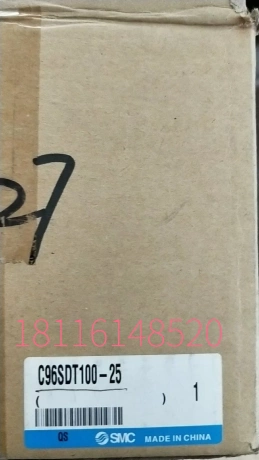 27
18116148520
C96SDT100-25
( ) 1
QS SMC MADE IN CHINA